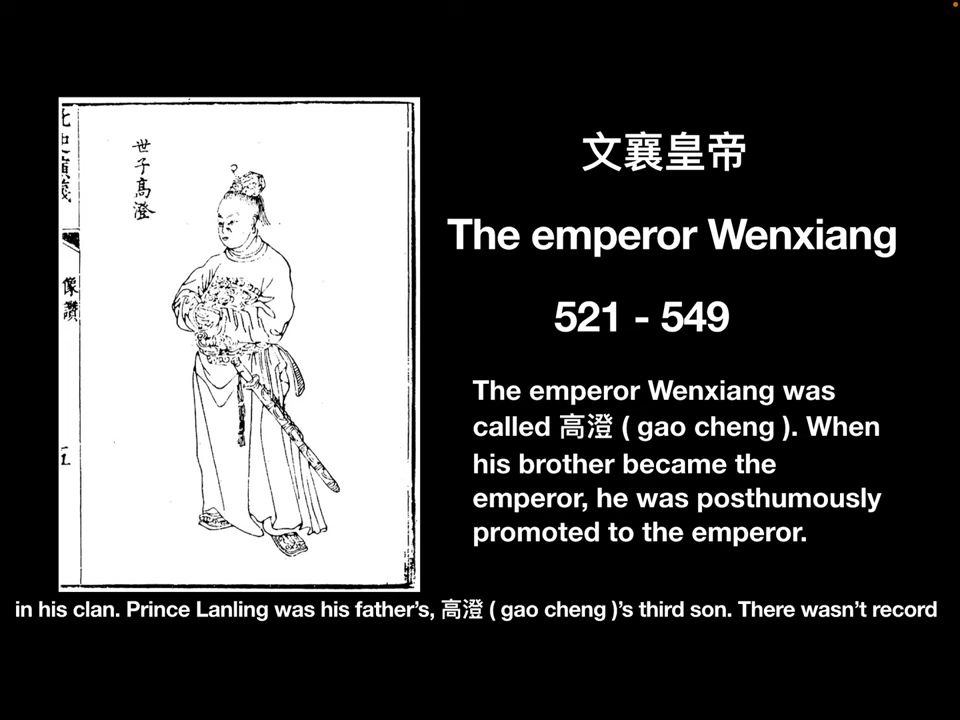 世子高澄
像讚
文襄皇帝
The emperor Wenxiang
521 - 549
The emperor Wenxiang was
called 高澄 ( gao cheng ). When
his brother became the
emperor, he was posthumously
promoted to the emperor.
in his clan. Prince Lanling was his father’s, 高澄 ( gao cheng )’s third son. There wasn’t record